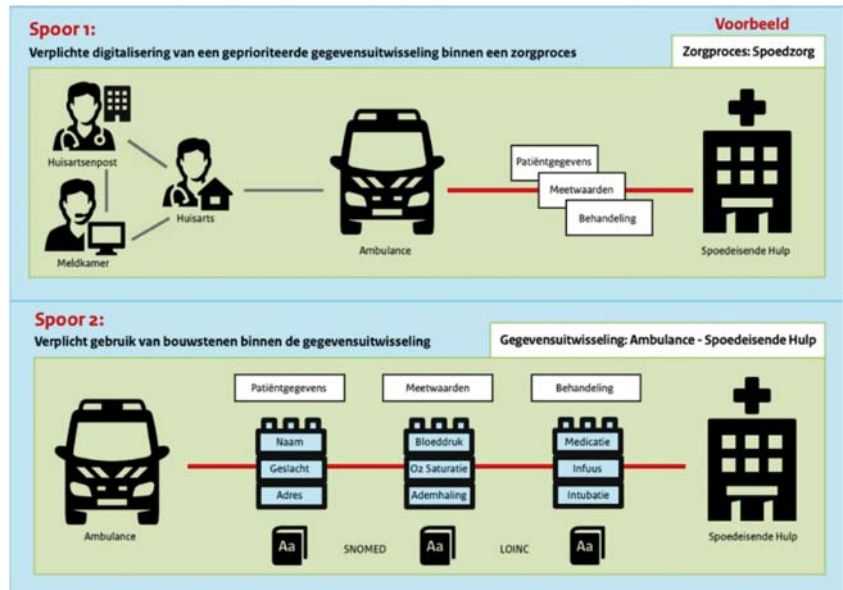 Spoor 1:
Voorbeeld
Verplichte digitalisering van een geprioriteerde gegevensuitwisseling binnen een zorgproces
Zorgproces: Spoedzorg
Huisartsenpost
Meldkamer
Huisarts
Ambulance
Patiëntgegevens
Meetwaarden
Behandeling
Spoedeisende Hulp
Spoor 2:
Verplicht gebruik van bouwstenen binnen de gegevensuitwisseling
Gegevensuitwisseling: Ambulance - Spoedeisende Hulp
Patiëntgegevens
Meetwaarden
Behandeling
Naam
Bloeddruk
Medicatie
Geslacht
O2 Saturatie
Infuus
Adres
Ademhaling
Intubatie
Ambulance
Aa
SNOMED
Aa
LOINC
Aa
Spoedeisende Hulp